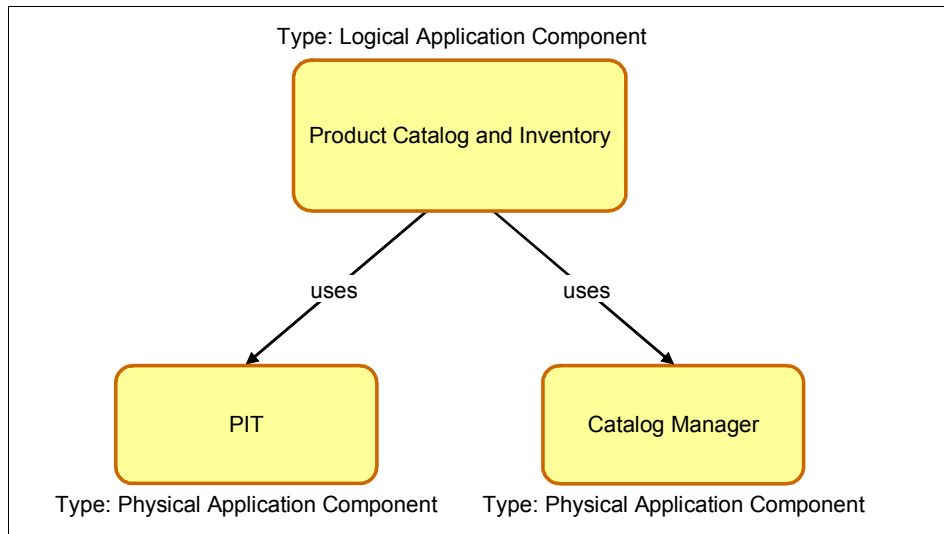 Type: Logical Application Component
Product Catalog and Inventory
uses
uses
PIT
Catalog Manager
Type: Physical Application Component
Type: Physical Application Component